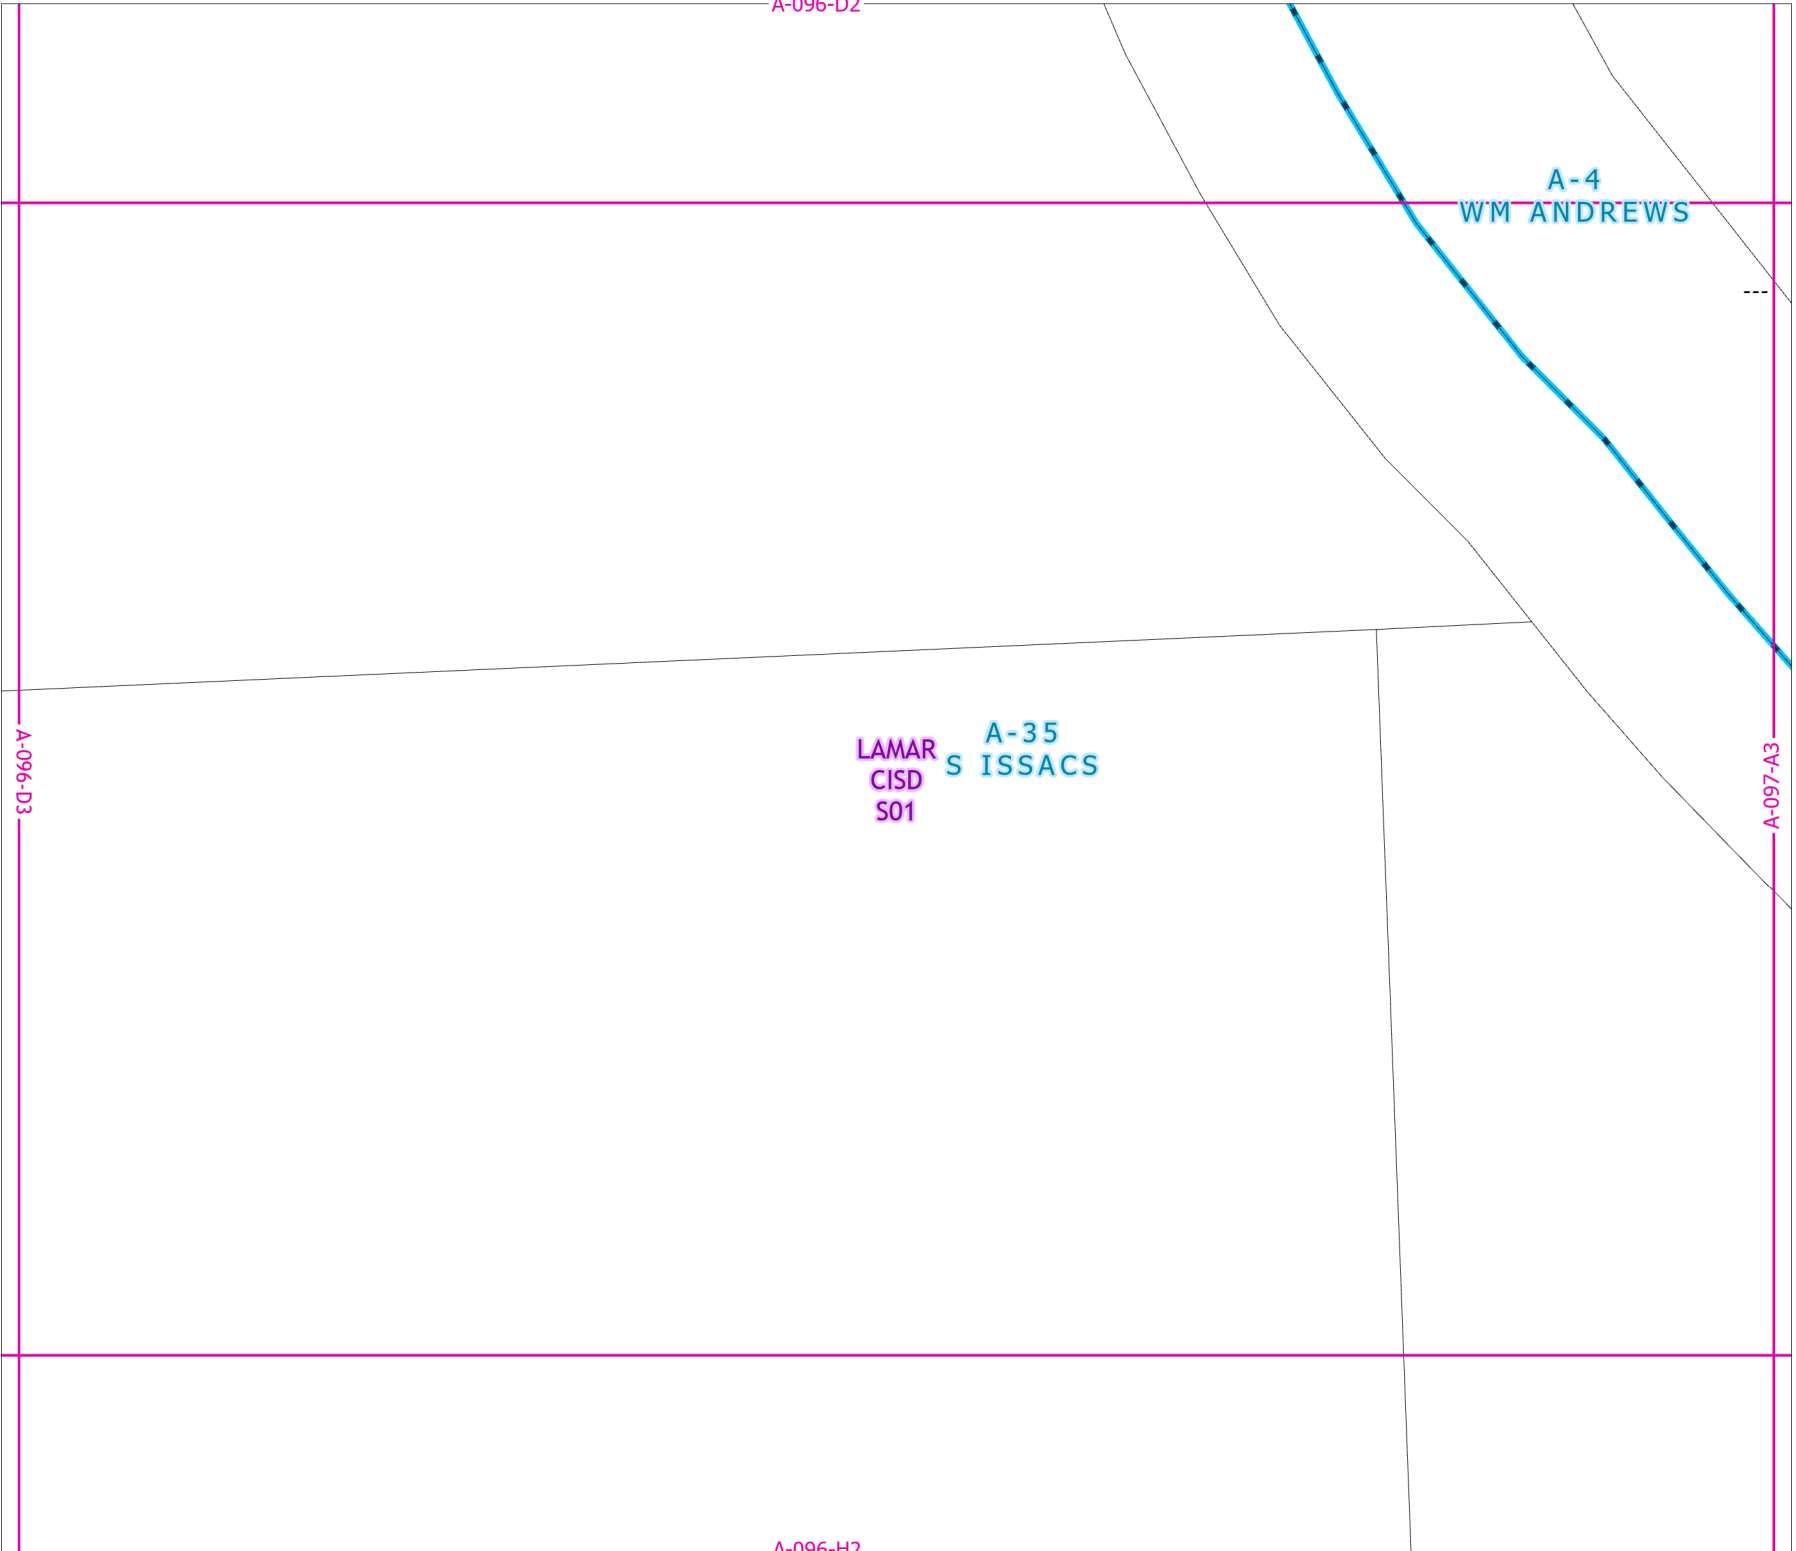 A-096-D2
A-4
WM ANDREWS
---
A-096-D3
LAMAR
CISD
S01
A-35
S ISSACS
A-097-A3
A-096-H2